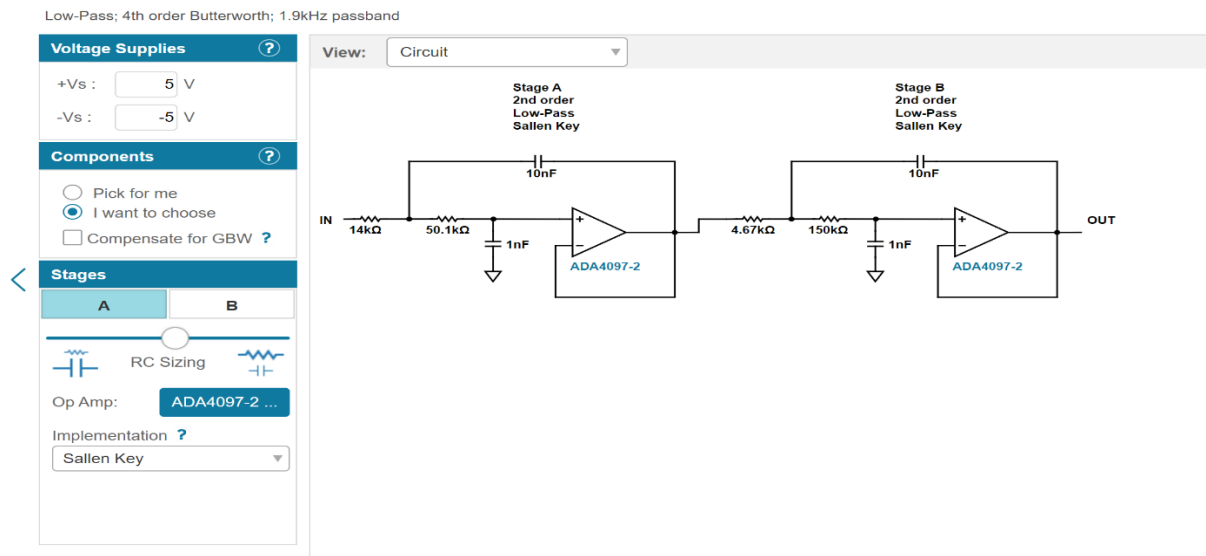 Low-Pass; 4th order Butterworth; 1.9kHz passband
Voltage Supplies ?
+Vs : 5 V
-Vs : -5 V
Components ?
Pick for me
I want to choose
Compensate for GBW ?
Stages
A B
RC Sizing
Op Amp: ADA4097-2 ...
Implementation ?
Sallen Key
View: Circuit
Stage A
2nd order
Low-Pass
Sallen Key
10nF
IN
14kΩ
50.1kΩ
1nF
+
−
ADA4097-2
Stage B
2nd order
Low-Pass
Sallen Key
10nF
4.67kΩ
150kΩ
1nF
+
−
ADA4097-2
OUT